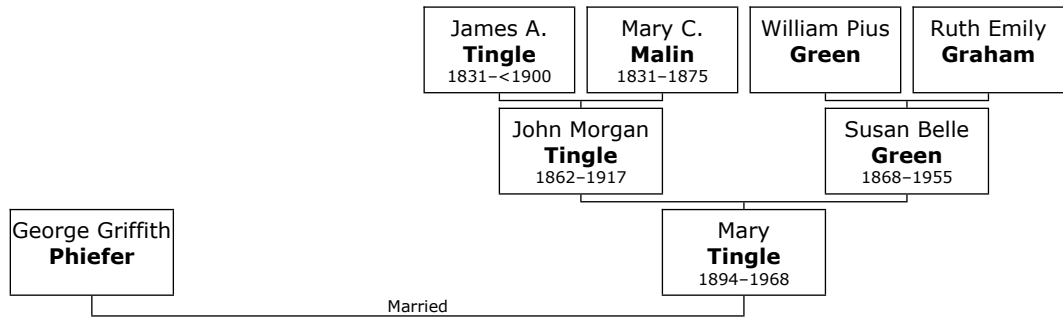 James A.
Tingle
1831–<1900
Mary C.
Malin
1831–1875
William Pius
Green
Ruth Emily
Graham
John Morgan
Tingle
1862–1917
Susan Belle
Green
1868–1955
George Griffith
Phiefer
Mary
Tingle
1894–1968
Married